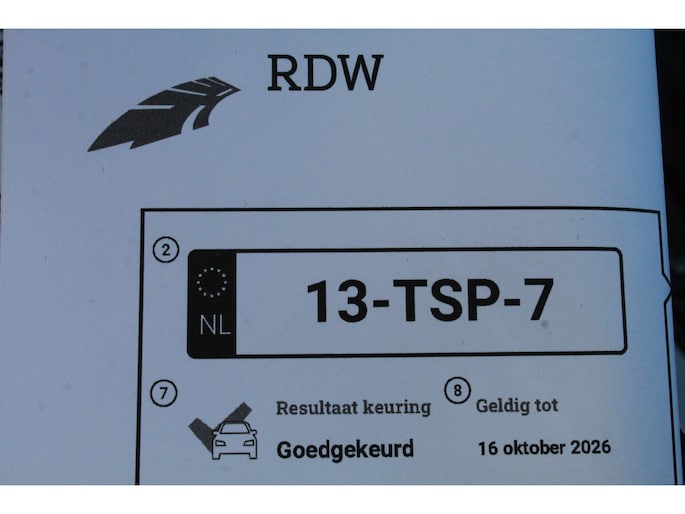 RDW
2
NL
13-TSP-7
7
Resultaat keuring
Goedgekeurd
8
Geldig tot
16 oktober 2026